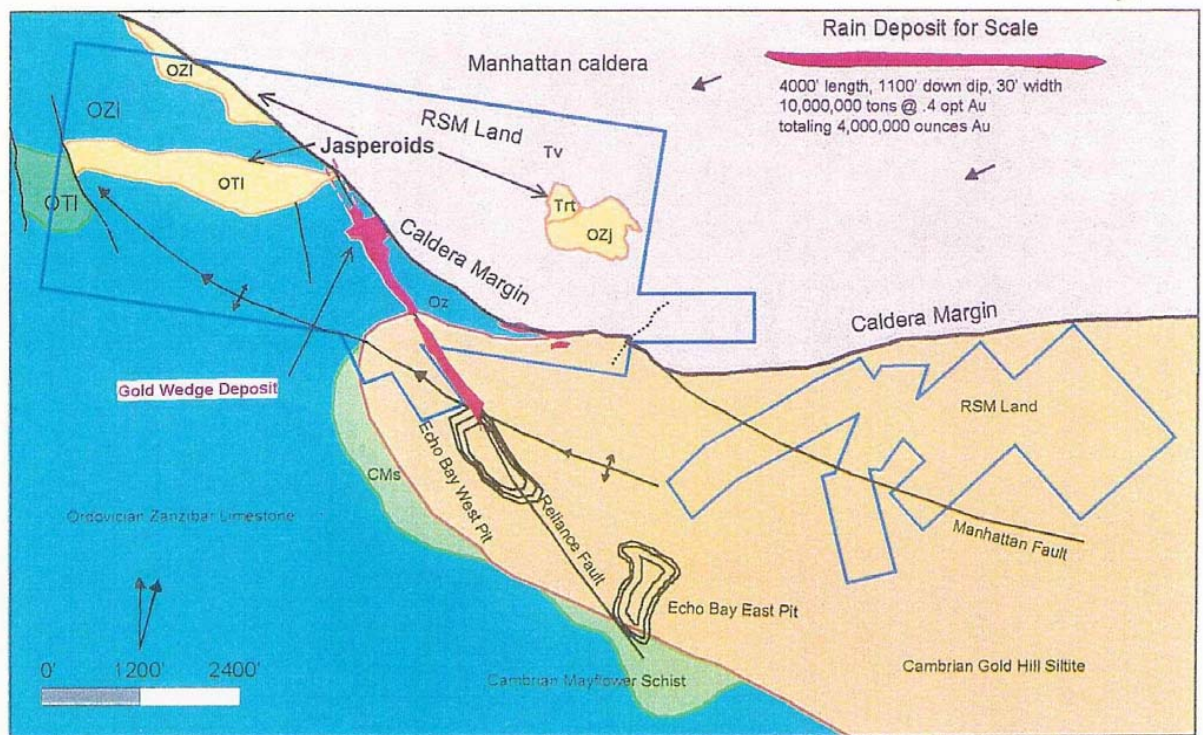 Rain Deposit for Scale
4000' length, 1100' down dip, 30' width
10,000,000 tons @ .4 opt Au
totaling 4,000,000 ounces Au
Manhattan caldera
OZl
OZI
RSM Land
Tv
Jasperoids
OTI
OTI
Trt
OZj
Caldera Margin
Oz
Caldera Margin
Gold Wedge Deposit
RSM Land
CMs
Echo Bay West Pit
Reliance Fault
Ordovician Zanzibar Limestone
Manhattan Fault
Echo Bay East Pit
0' 1200' 2400'
Cambrian Mayflower Schist
Cambrian Gold Hill Siltite